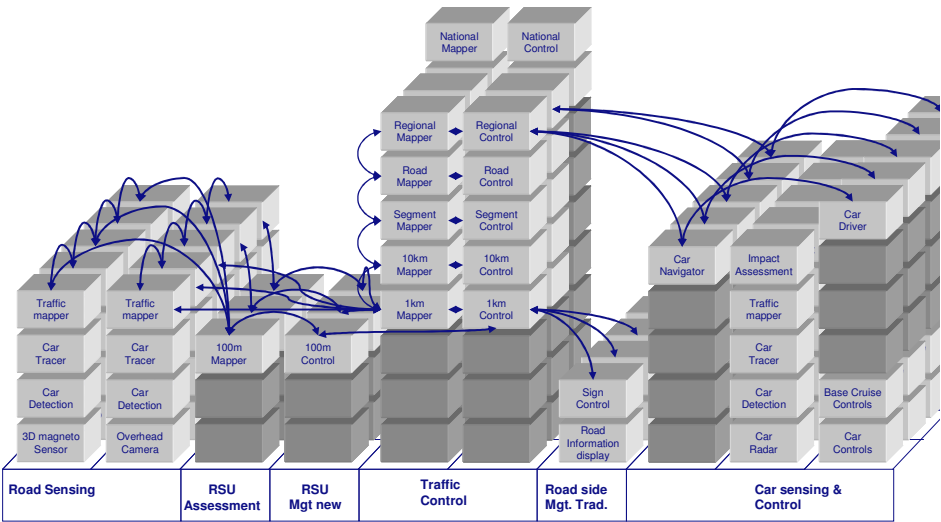 National
Mapper
National
Control
Regional
Mapper
Regional
Control
Road
Mapper
Road
Control
Segment
Mapper
Segment
Control
10km
Mapper
10km
Control
1km
Mapper
1km
Control
Traffic
mapper
Car
Tracer
Car
Detection
3D magneto
Sensor
Traffic
mapper
Car
Tracer
Car
Detection
Overhead
Camera
100m
Mapper
100m
Control
Sign
Control
Road
Information
display
Car
Navigator
Impact
Assessment
Traffic
mapper
Car
Tracer
Car
Detection
Car
Radar
Car
Driver
Base Cruise
Controls
Car
Controls
Road Sensing
RSU
Assessment
RSU
Mgt new
Traffic
Control
Road side
Mgt. Trad.
Car sensing &
Control